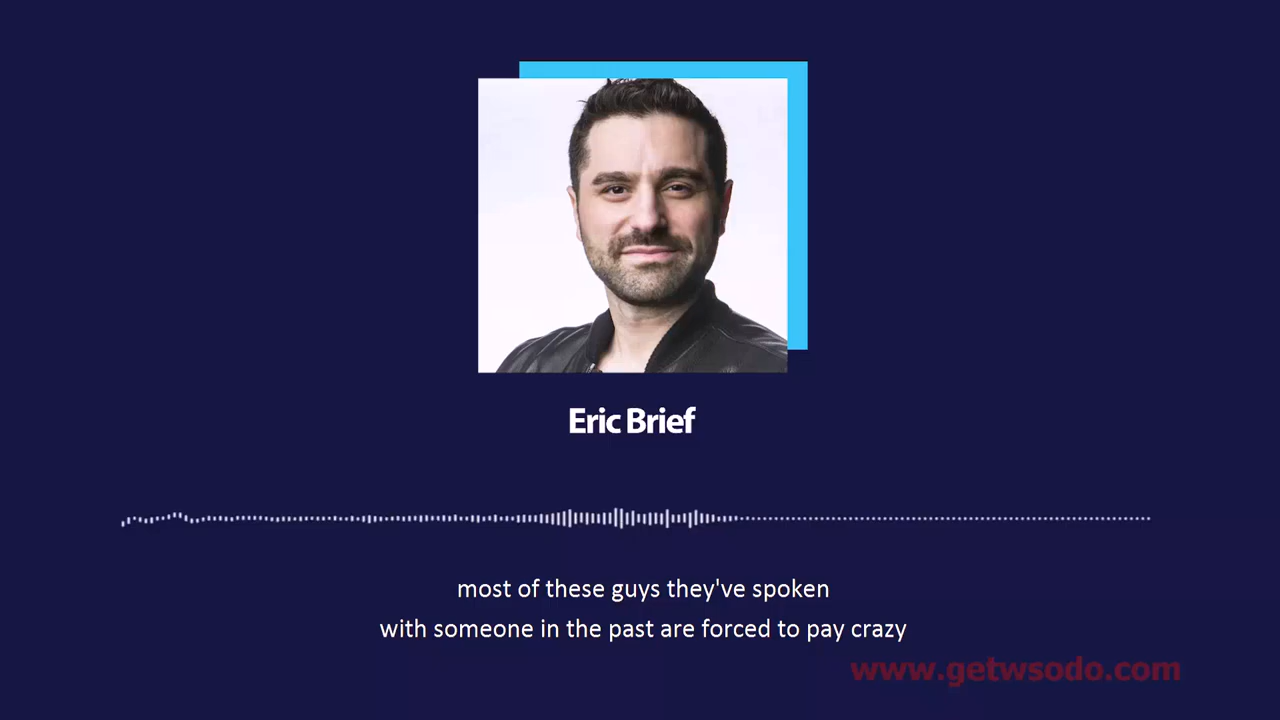 Eric Brief
most of these guys they've spoken
with someone in the past are forced to pay crazy
www.getwsodo.com